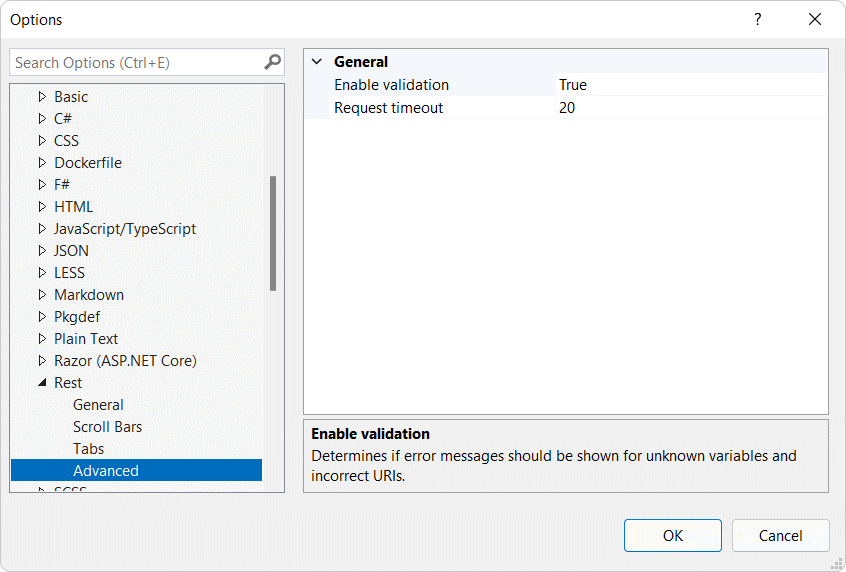 Options
?
Search Options (Ctrl+E)
Basic
C#
CSS
Dockerfile
F#
HTML
JavaScript/TypeScript
JSON
LESS
Markdown
Pkgdef
Plain Text
Razor (ASP.NET Core)
Rest
General
Scroll Bars
Tabs
Advanced
SCSS
General
Enable validation True
Request timeout 20
Enable validation
Determines if error messages should be shown for unknown variables and
incorrect URIs.
OK Cancel